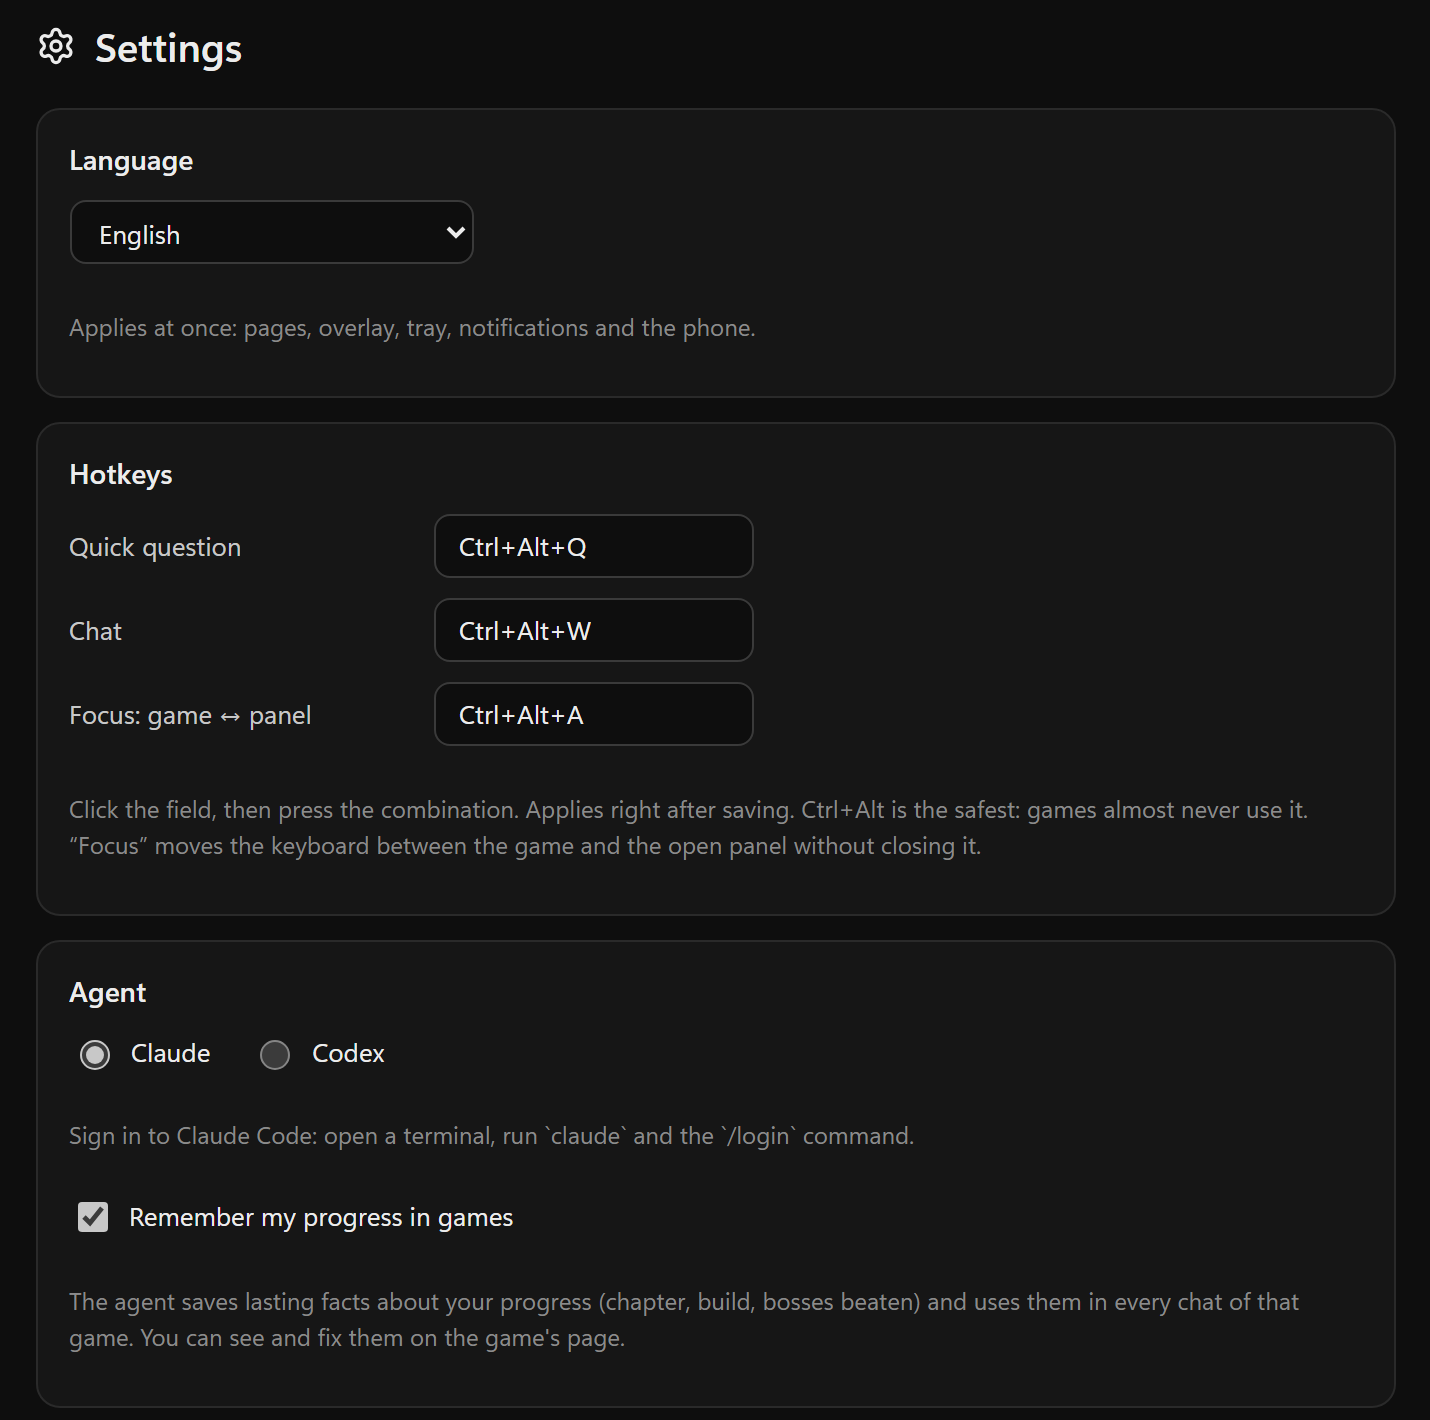 Settings
Language
English
Applies at once: pages, overlay, tray, notifications and the phone.
Hotkeys
Quick question
Ctrl+Alt+Q
Chat
Ctrl+Alt+W
Focus: game ↔ panel
Ctrl+Alt+A
Click the field, then press the combination. Applies right after saving. Ctrl+Alt is the safest: games almost never use it.
“Focus” moves the keyboard between the game and the open panel without closing it.
Agent
Claude
Codex
Sign in to Claude Code: open a terminal, run `claude` and the `/login` command.
Remember my progress in games
The agent saves lasting facts about your progress (chapter, build, bosses beaten) and uses them in every chat of that
game. You can see and fix them on the game's page.